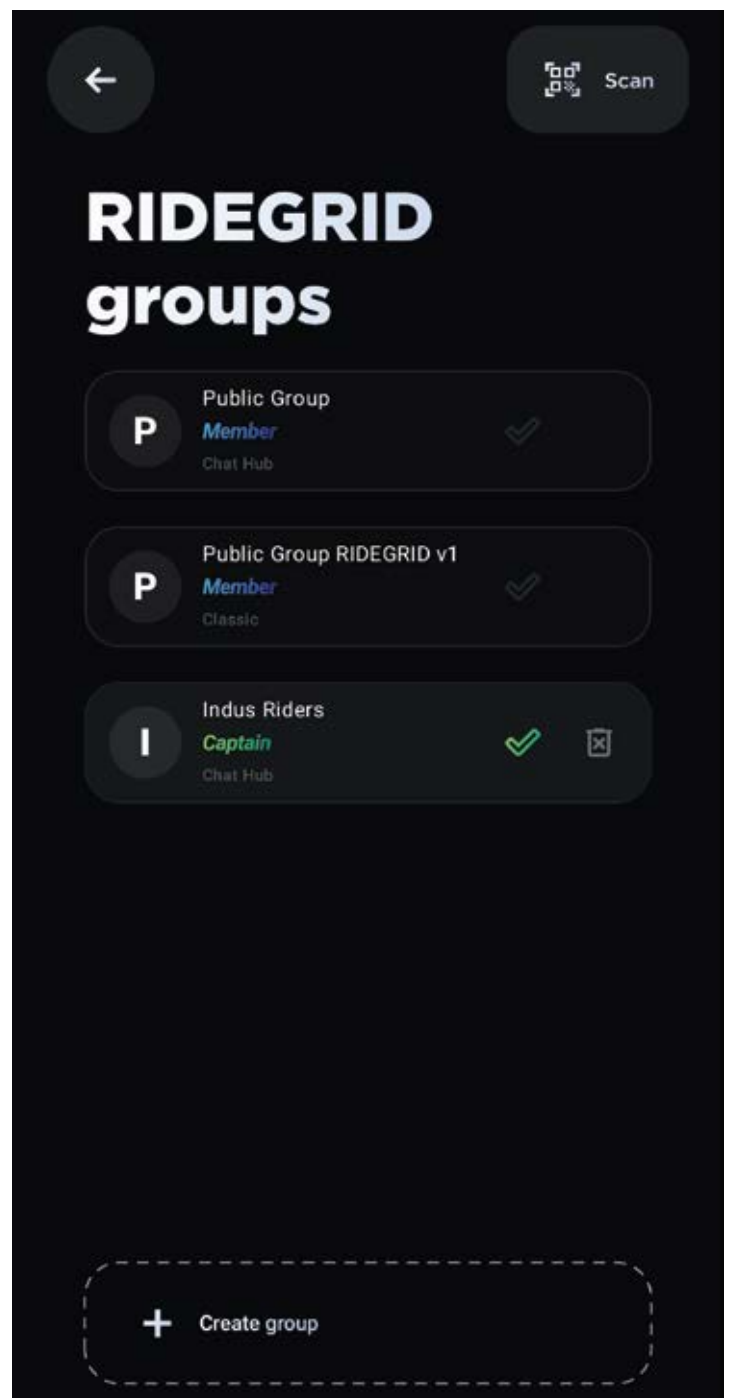 Scan
RIDEGRID
groups
P
Public Group
Member
Chat Hub
P
Public Group RIDEGRID v1
Member
Classic
I
Indus Riders
Captain
Chat Hub
Create group